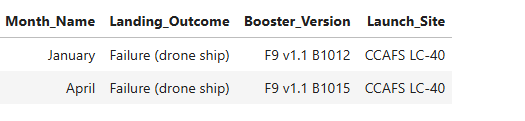 Month_Name Landing_Outcome Booster_Version Launch_Site
January Failure (drone ship) F9 v1.1 B1012 CCAFS LC-40
April Failure (drone ship) F9 v1.1 B1015 CCAFS LC-40